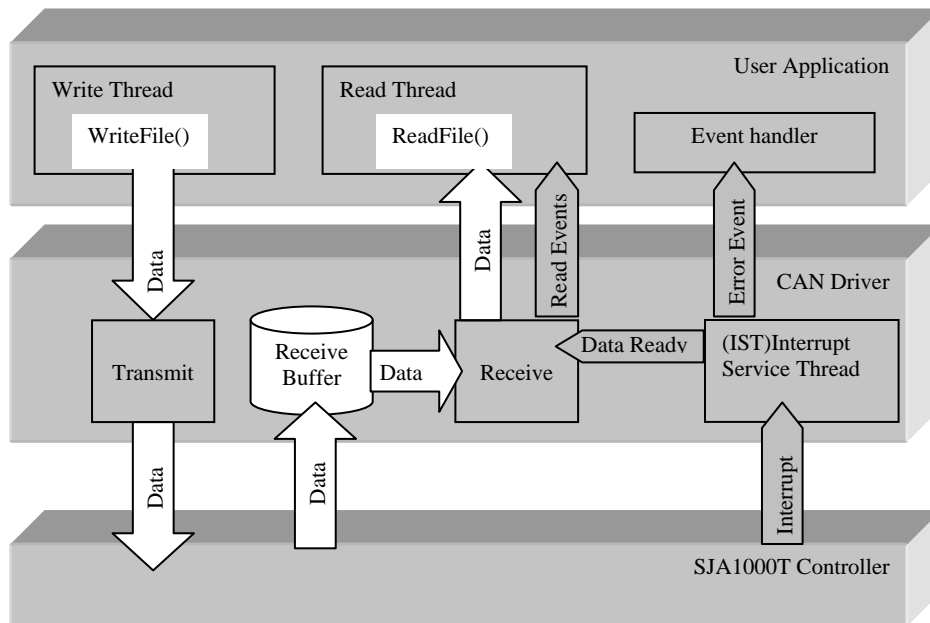 User Application
Write Thread
WriteFile()
Read Thread
ReadFile()
Event handler
Data
Data
Read Events
Error Event
CAN Driver
Transmit
Receive
Buffer
Data
Receive
Data Ready
(IST)Interrupt
Service Thread
Data
Data
Interrupt
SJA1000T Controller